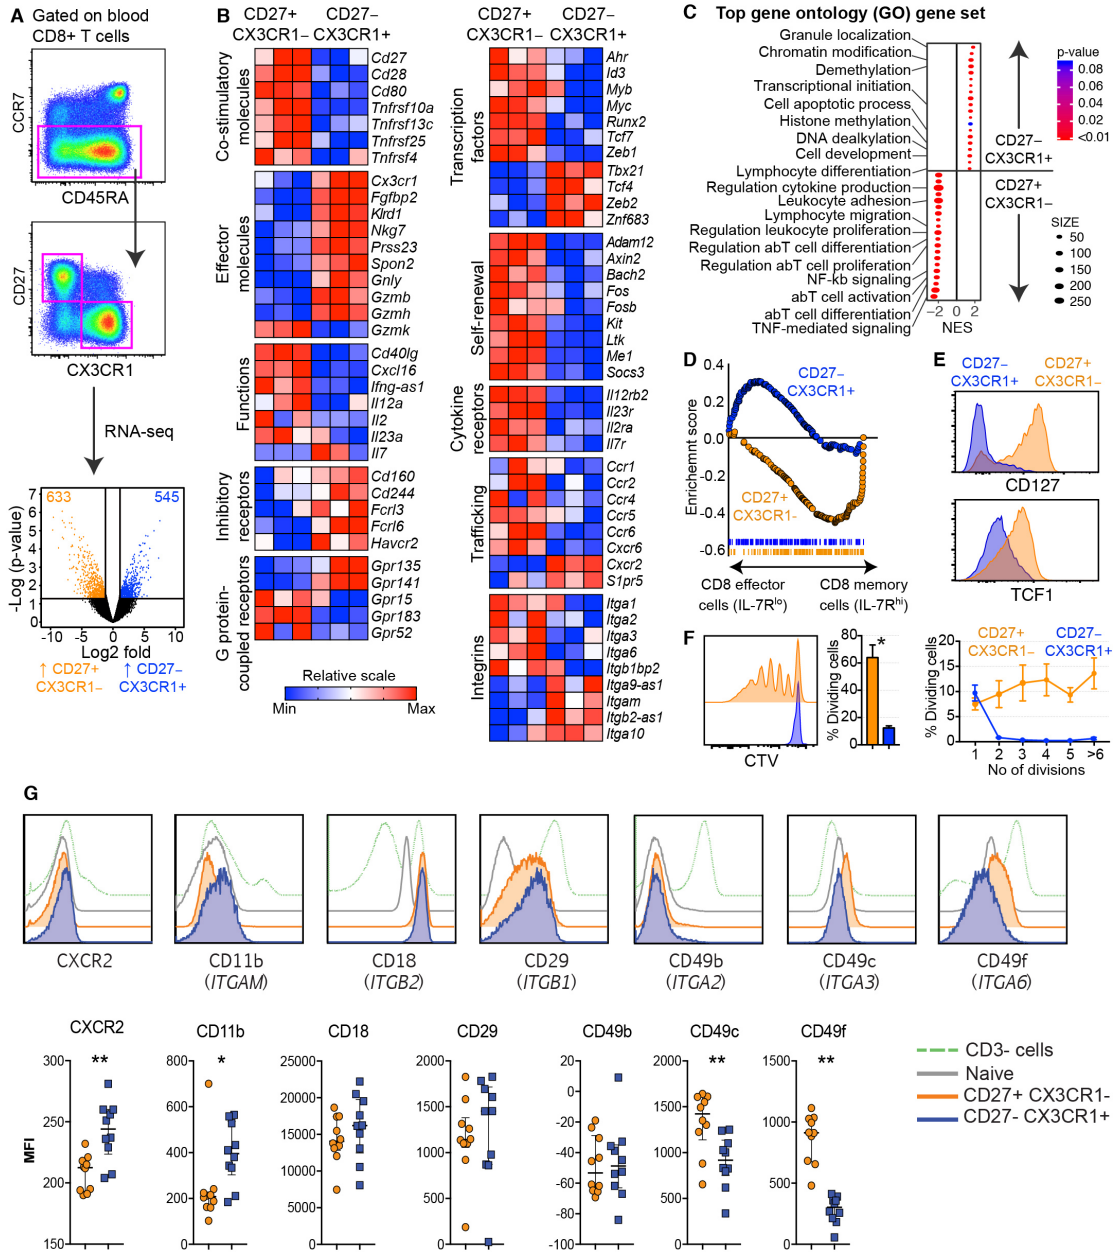 A
Gated on blood
CD8+ T cells
CCR7
CD45RA
CD27
CX3CR1
RNA-seq
-Log (p-value)
7
6
5
4
3
2
1
0
633
545
-10 -5 0 5 10
Log2 fold
↑ CD27+
CX3CR1−
↑ CD27−
CX3CR1+
B
CD27+
CX3CR1−
CD27−
CX3CR1+
Co-stimulatory
molecules
Cd27
Cd28
Cd80
Tnfrsf10a
Tnfrsf13c
Tnfrsf25
Tnfrsf4
Effector
molecules
Cx3cr1
Fgfbp2
Klrd1
Nkg7
Prss23
Spon2
Gnly
Gzmb
Gzmh
Gzmk
Functions
Cd40lg
Cxcl16
Ifng-as1
Il12a
Il2
Il23a
Il7
Inhibitory
receptors
Cd160
Cd244
Fcrl3
Fcrl6
Havcr2
G protein-
coupled receptors
Gpr135
Gpr141
Gpr15
Gpr183
Gpr52
Relative scale
Min
Max
CD27+
CX3CR1−
CD27−
CX3CR1+
Transcription
factors
Ahr
Id3
Myb
Myc
Runx2
Tcf7
Zeb1
Tbx21
Tcf4
Zeb2
Znf683
Self-renewal
Adam12
Axin2
Bach2
Fos
Fosb
Kit
Ltk
Me1
Socs3
Cytokine
receptors
Il12rb2
Il23r
Il2ra
Il7r
Trafficking
Ccr1
Ccr2
Ccr4
Ccr5
Ccr6
Cxcr6
Cxcr2
S1pr5
Integrins
Itga1
Itga2
Itga3
Itga6
Itgb1bp2
Itga9-as1
Itgam
Itgb2-as1
Itga10
C
Top gene ontology (GO) gene set
Granule localization
Chromatin modification
Demethylation
Transcriptional initiation
Cell apoptotic process
Histone methylation
DNA dealkylation
Cell development
Lymphocyte differentiation
Regulation cytokine production
Leukocyte adhesion
Lymphocyte migration
Regulation leukocyte proliferation
Regulation abT cell differentiation
Regulation abT cell proliferation
NF-kb signaling
abT cell activation
abT cell differentiation
TNF-mediated signaling
−2 0 2
NES
CD27−
CX3CR1+
CD27+
CX3CR1−
p-value
0.08
0.06
0.04
0.02
<0.01
SIZE
50
100
150
200
250
D
Enrichemnt score
0.4
0.2
0.0
-0.2
-0.4
-0.6
CD27−
CX3CR1+
CD27+
CX3CR1−
CD8 effector
cells (IL-7Rlo)
CD8 memory
cells (IL-7Rhi)
E
CD27−
CX3CR1+
CD27+
CX3CR1−
CD127
TCF1
F
CTV
% Dividing cells
80
60
40
20
0
*
% Dividing cells
20
15
10
5
0
CD27+
CX3CR1−
CD27−
CX3CR1+
1 2 3 4 5 >6
No of divisions
G
CXCR2
CD11b
(ITGAM)
CD18
(ITGB2)
CD29
(ITGB1)
CD49b
(ITGA2)
CD49c
(ITGA3)
CD49f
(ITGA6)
MFI
CXCR2
300
250
200
150
**
CD11b
800
600
400
200
0
*
CD18
25000
20000
15000
10000
5000
0
CD29
2000
1500
1000
500
0
CD49b
20
0
-20
-40
-60
-80
-100
CD49c
2000
1500
1000
500
0
**
CD49f
1500
1000
500
0
**
CD3- cells
Naive
CD27+ CX3CR1-
CD27- CX3CR1+